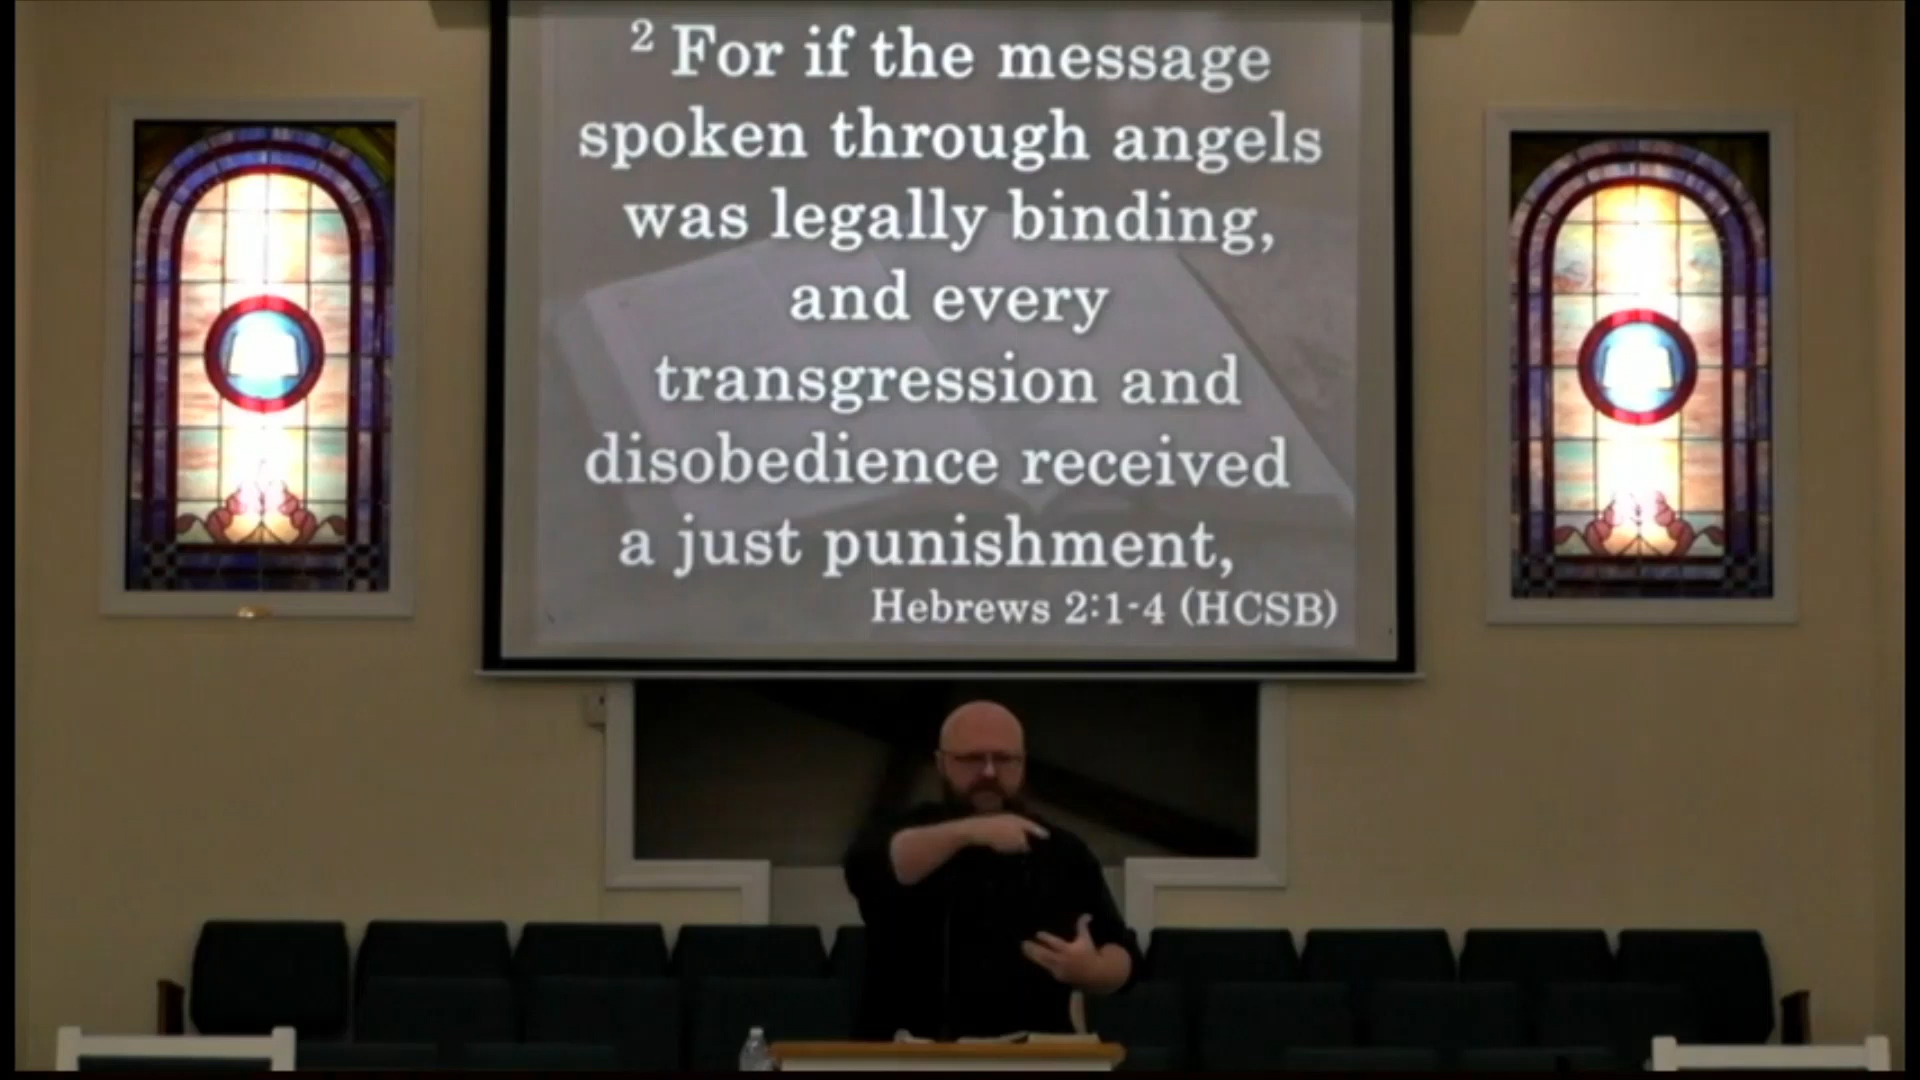 2 For if the message
spoken through angels
was legally binding,
and every
transgression and
disobedience received
a just punishment,
Hebrews 2:1-4 (HCSB)